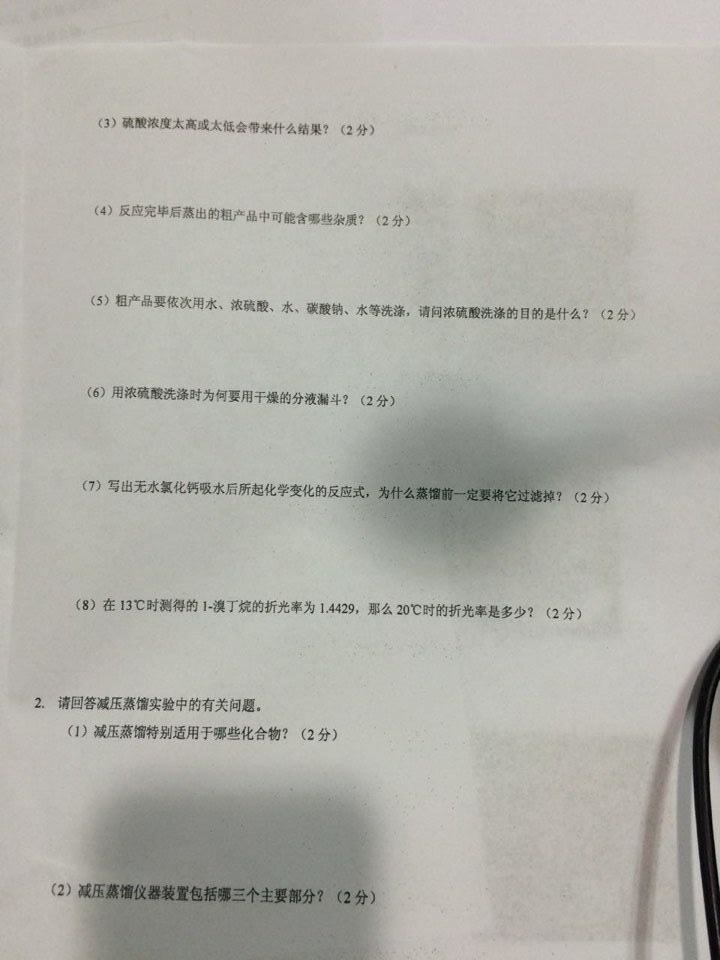 （3）硫酸浓度太高或太低会带来什么结果？（2 分）
（4）反应完毕后蒸出的粗产品中可能含哪些杂质？（2 分）
（5）粗产品要依次用水、浓硫酸、水、碳酸钠、水等洗涤，请问浓硫酸洗涤的目的是什么？（2 分）
（6）用浓硫酸洗涤时为何要用干燥的分液漏斗？（2 分）
（7）写出无水氯化钙吸水后所起化学变化的反应式，为什么蒸馏前一定要将它过滤掉？（2 分）
（8）在 13℃时测得的 1-溴丁烷的折光率为 1.4429，那么 20℃时的折光率是多少？（2 分）
2. 请回答减压蒸馏实验中的有关问题。
（1）减压蒸馏特别适用于哪些化合物？（2 分）
（2）减压蒸馏仪器装置包括哪三个主要部分？（2 分）